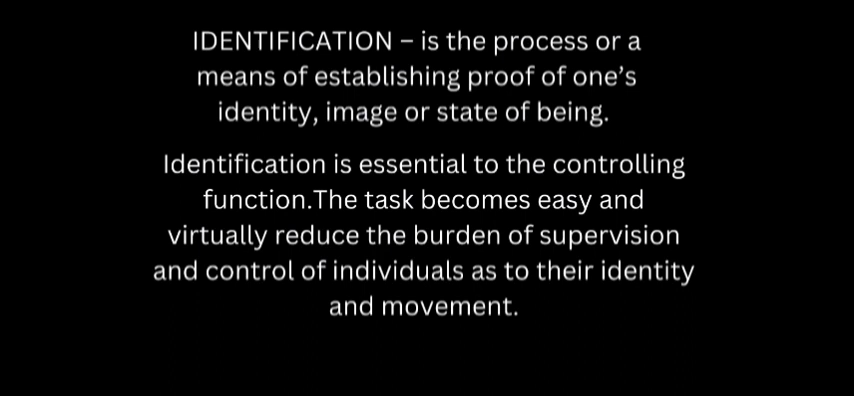 IDENTIFICATION – is the process or a
means of establishing proof of one’s
identity, image or state of being.
Identification is essential to the controlling
function.The task becomes easy and
virtually reduce the burden of supervision
and control of individuals as to their identity
and movement.